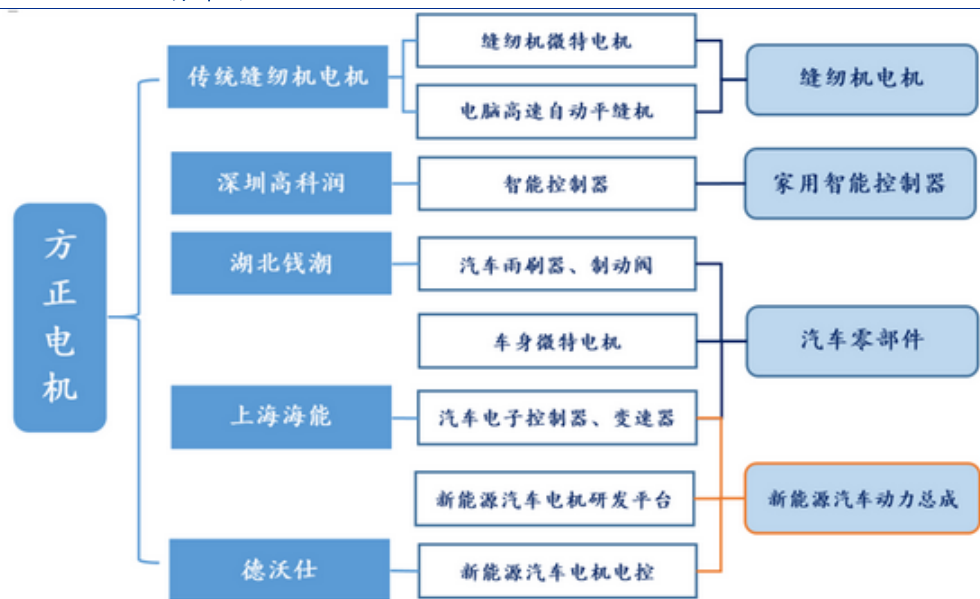 方正电机
传统缝纫机电机
缝纫机微特电机
电脑高速自动平缝机
缝纫机电机
深圳高科润
智能控制器
家用智能控制器
湖北钱潮
汽车雨刷器、制动阀
车身微特电机
汽车零部件
上海海能
汽车电子控制器、变速器
新能源汽车电机研发平台
新能源汽车动力总成
德沃仕
新能源汽车电机电控